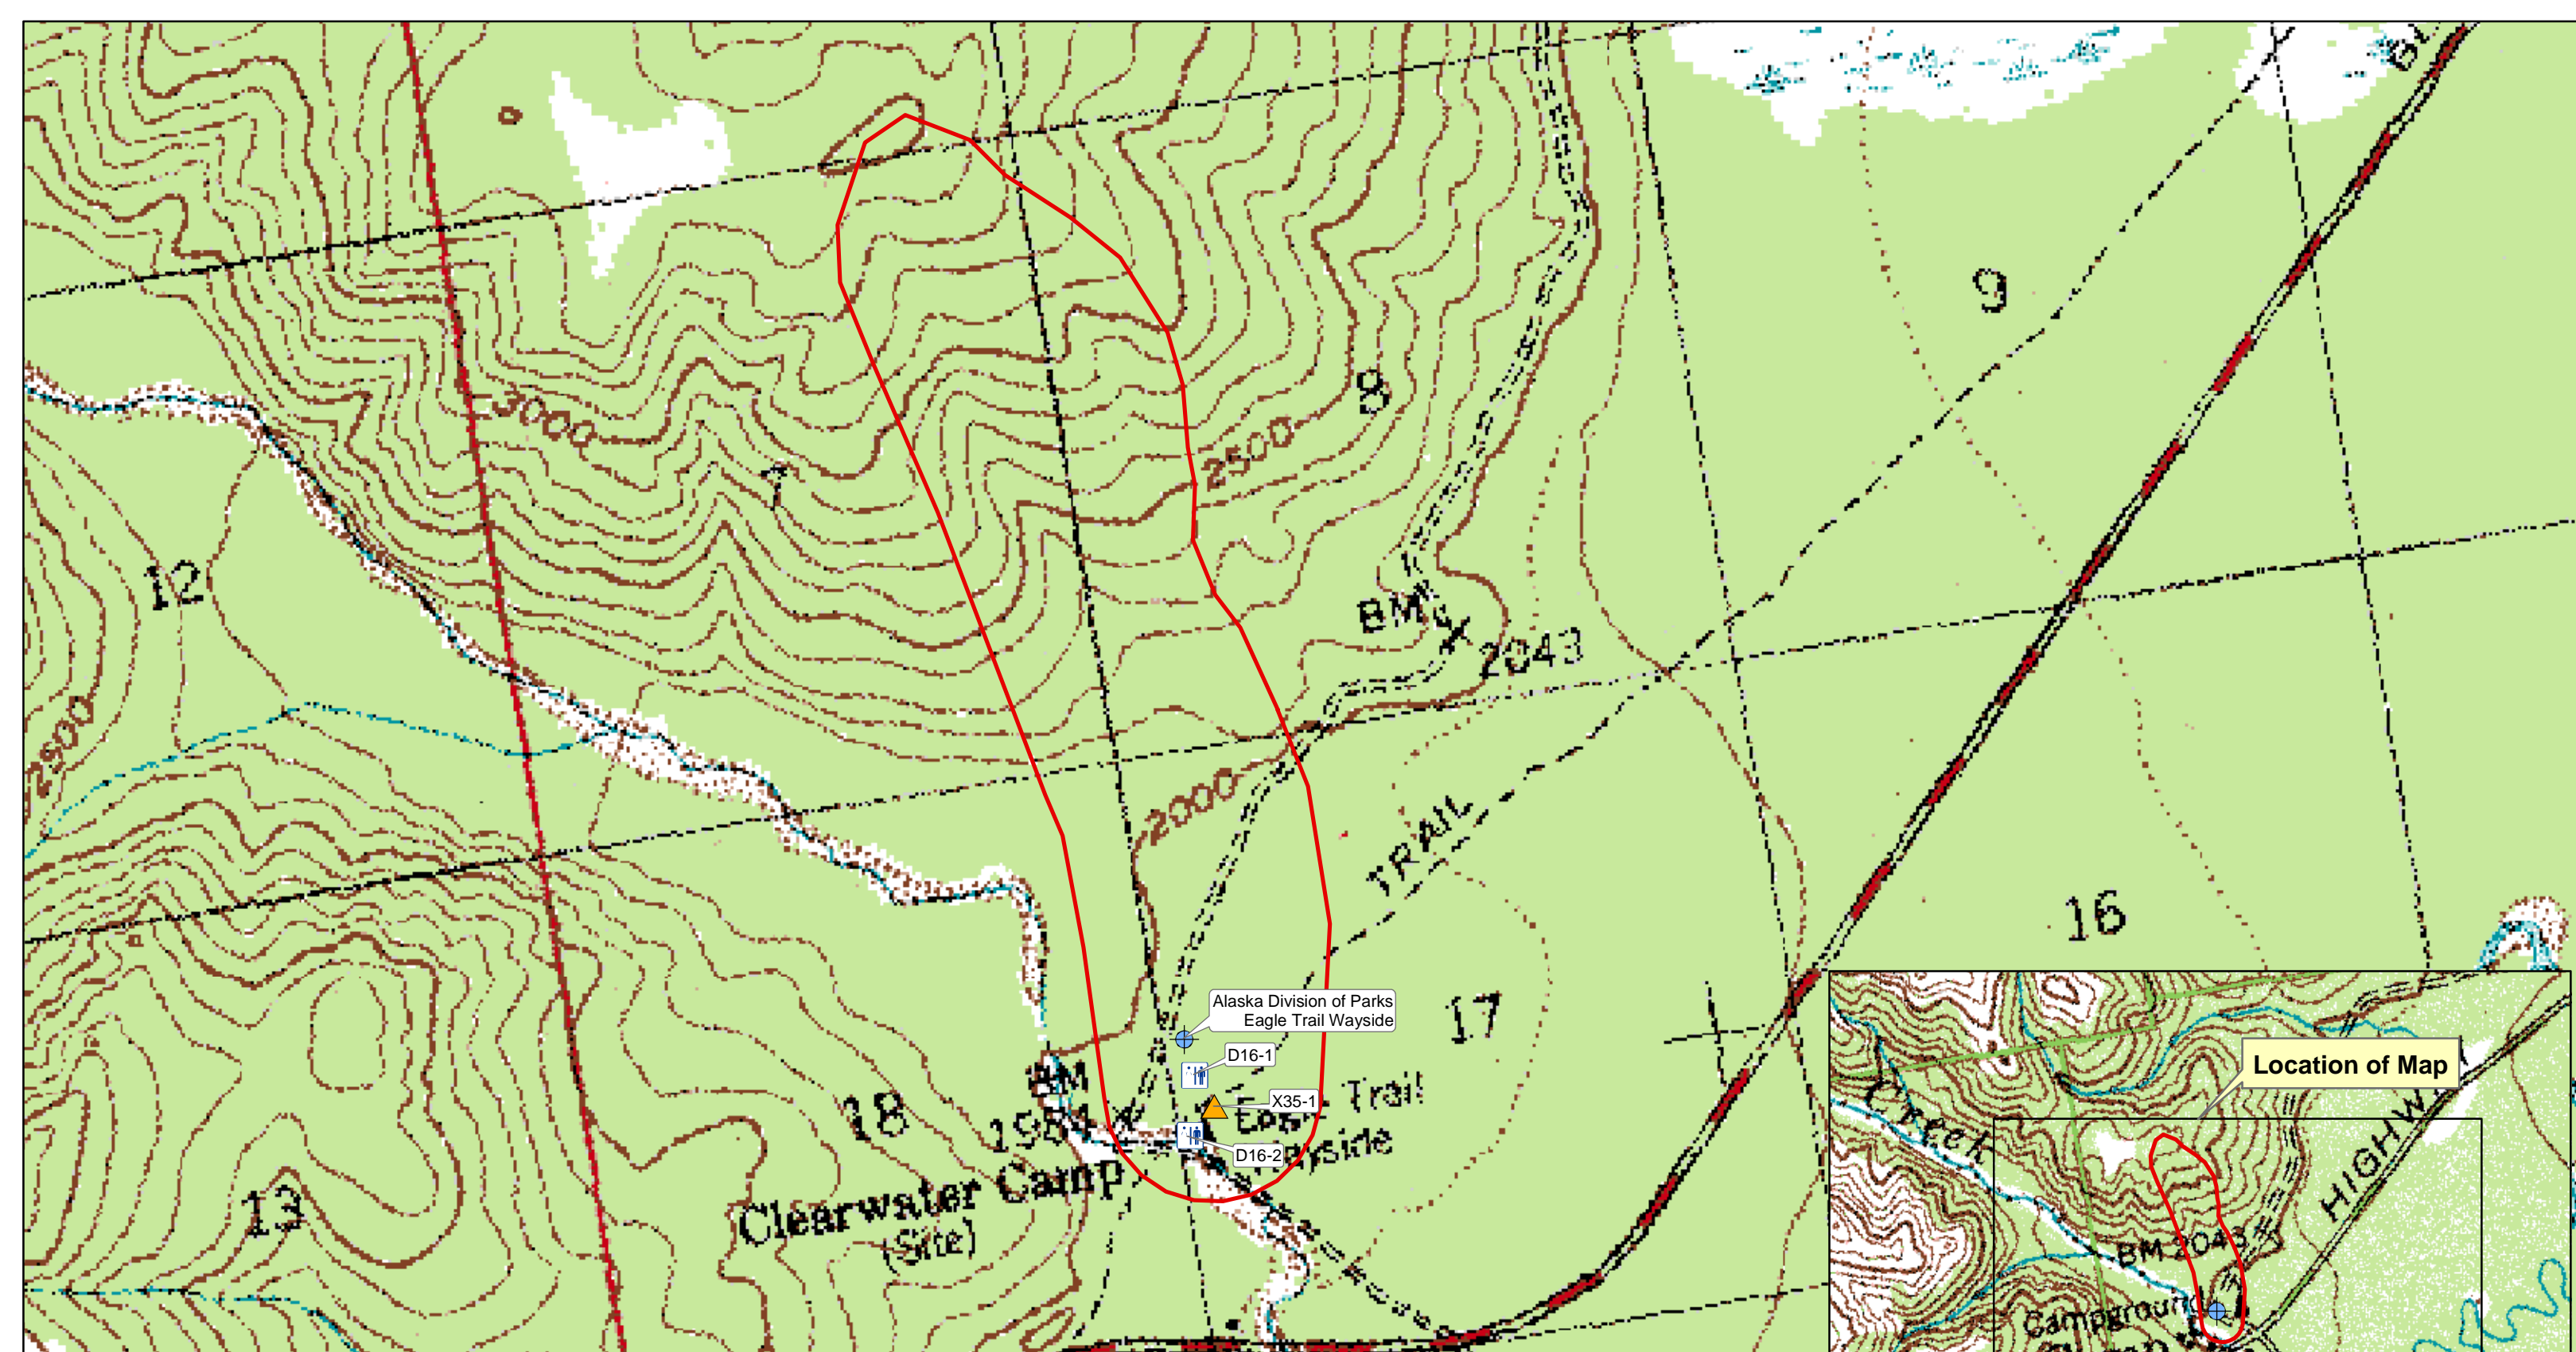 9
3000
8
2500
7
12
BM
2043
2500
2000
TRAIL
16
Alaska Division of Parks
Eagle Trail Wayside
17
D16-1
BM
X35-1
Trail
18
1984
D16-2
Clearwater Camp
(Site)
13
Location of Map
Creek
HIGHW
BM 2043
Campground